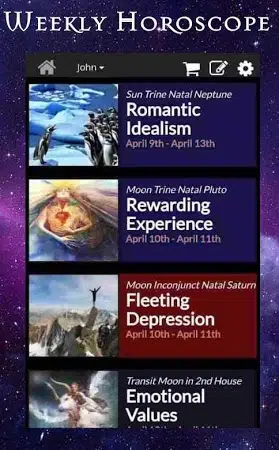 Weekly Horoscope
John
Sun Trine Natal Neptune
Romantic
Idealism
April 9th - April 13th
Moon Trine Natal Pluto
Rewarding
Experience
April 10th - April 11th
Moon Inconjunct Natal Saturn
Fleeting
Depression
April 10th - April 11th
Transit Moon in 2nd House
Emotional
Values